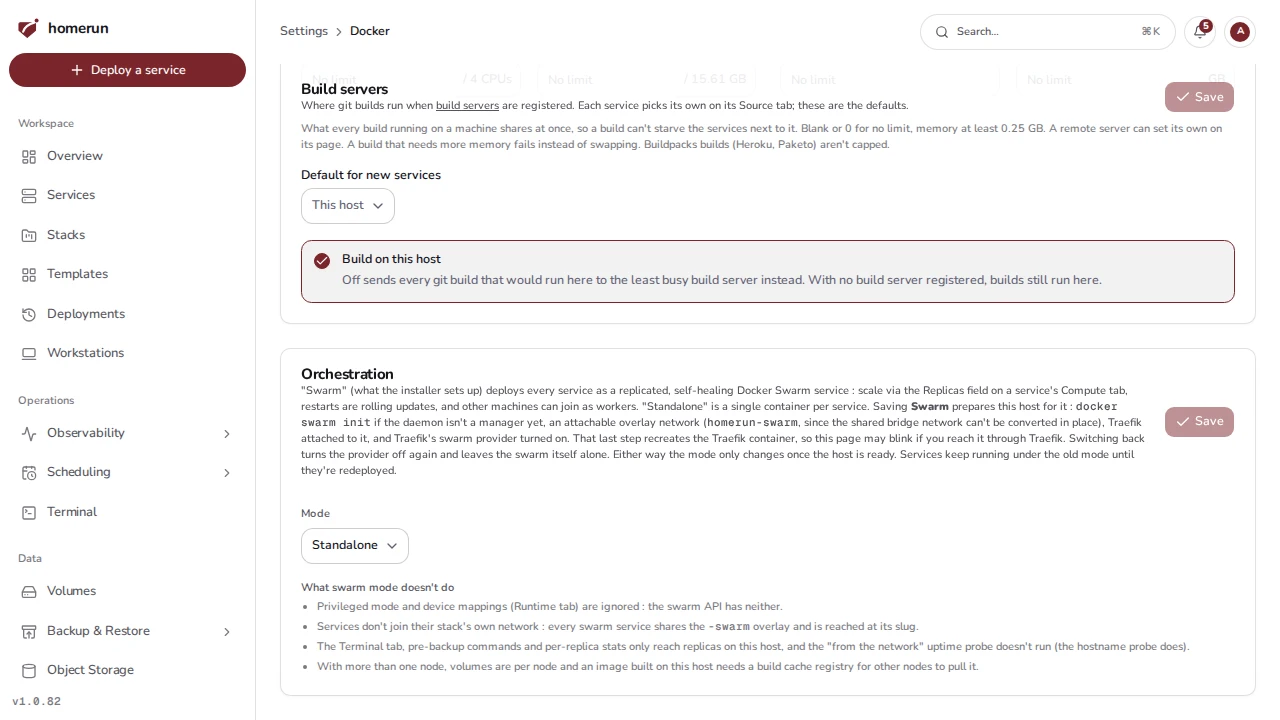 homerun
Settings > Docker
Search...
⌘K
5
A
+ Deploy a service
Workspace
Overview
Services
Stacks
Templates
Deployments
Workstations
Operations
Observability
Scheduling
Terminal
Data
Volumes
Backup & Restore
Object Storage
v1.0.82
No limit
/ 4 CPUs
No limit
/ 15.61 GB
No limit
No limit
GB
Build servers
Where git builds run when build servers are registered. Each service picks its own on its Source tab; these are the defaults.
Save
What every build running on a machine shares at once, so a build can't starve the services next to it. Blank or 0 for no limit, memory at least 0.25 GB. A remote server can set its own on
its page. A build that needs more memory fails instead of swapping. Buildpacks builds (Heroku, Paketo) aren't capped.
Default for new services
This host
Build on this host
Off sends every git build that would run here to the least busy build server instead. With no build server registered, builds still run here.
Orchestration
"Swarm" (what the installer sets up) deploys every service as a replicated, self-healing Docker Swarm service : scale via the Replicas field on a service's Compute tab,
restarts are rolling updates, and other machines can join as workers. "Standalone" is a single container per service. Saving Swarm prepares this host for it : docker
swarm init if the daemon isn't a manager yet, an attachable overlay network (homerun-swarm, since the shared bridge network can't be converted in place), Traefik
attached to it, and Traefik's swarm provider turned on. That last step recreates the Traefik container, so this page may blink if you reach it through Traefik. Switching back
turns the provider off again and leaves the swarm itself alone. Either way the mode only changes once the host is ready. Services keep running under the old mode until
they're redeployed.
Save
Mode
Standalone
What swarm mode doesn't do
• Privileged mode and device mappings (Runtime tab) are ignored : the swarm API has neither.
• Services don't join their stack's own network : every swarm service shares the -swarm overlay and is reached at its slug.
• The Terminal tab, pre-backup commands and per-replica stats only reach replicas on this host, and the "from the network" uptime probe doesn't run (the hostname probe does).
• With more than one node, volumes are per node and an image built on this host needs a build cache registry for other nodes to pull it.